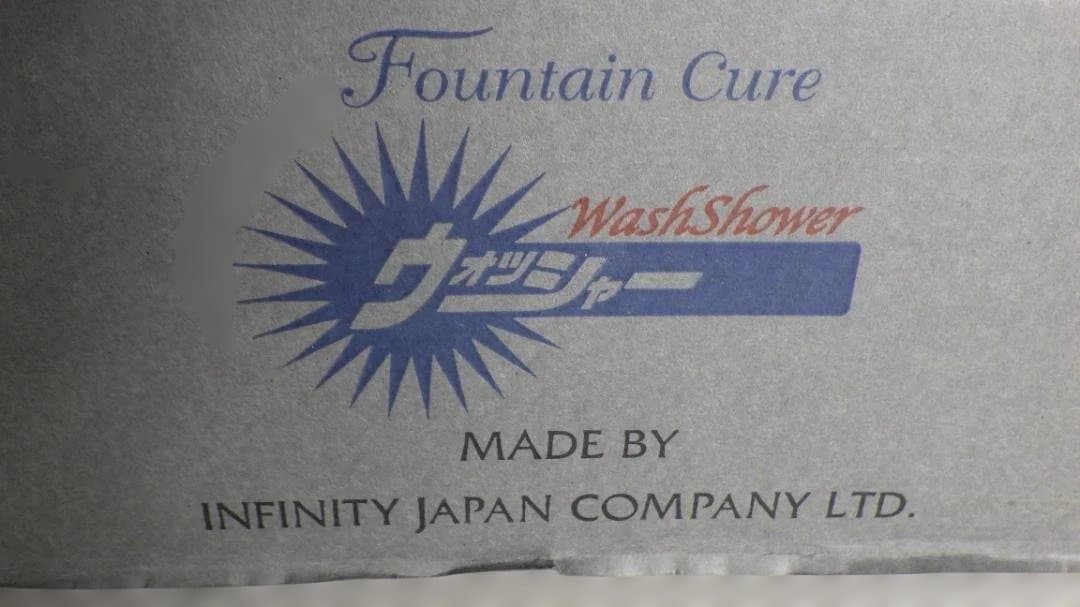 Fountain Cure
WashShower
ウォッシャー
MADE BY
INFINITY JAPAN COMPANY LTD.